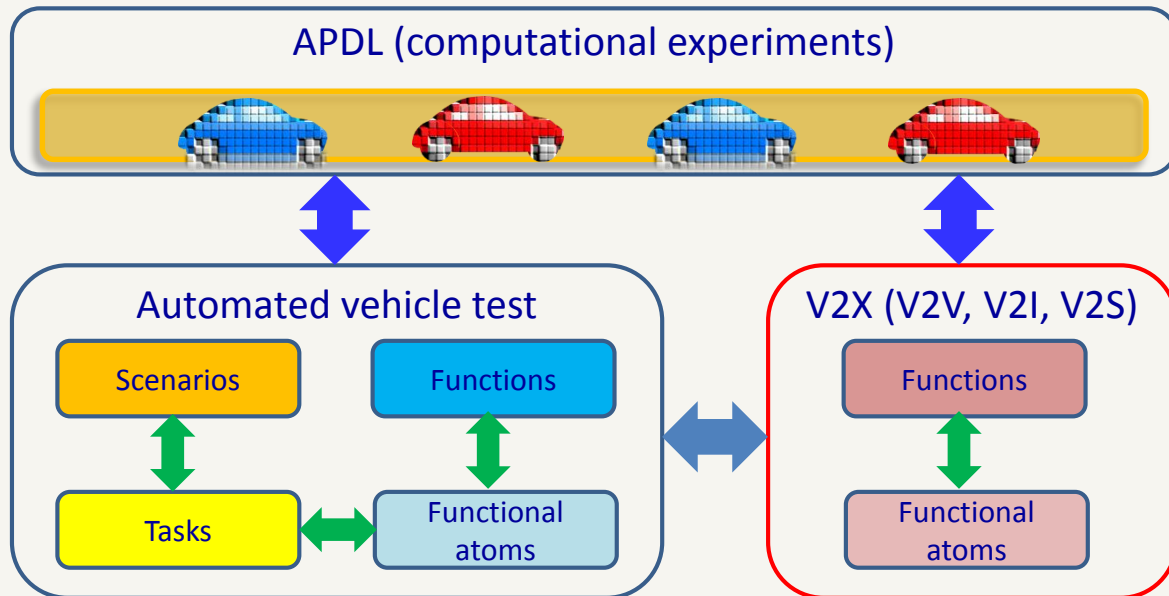 APDL (computational experiments)
Automated vehicle test
V2X (V2V, V2I, V2S)
Scenarios
Functions
Functions
Tasks
Functional
atoms
Functional
atoms